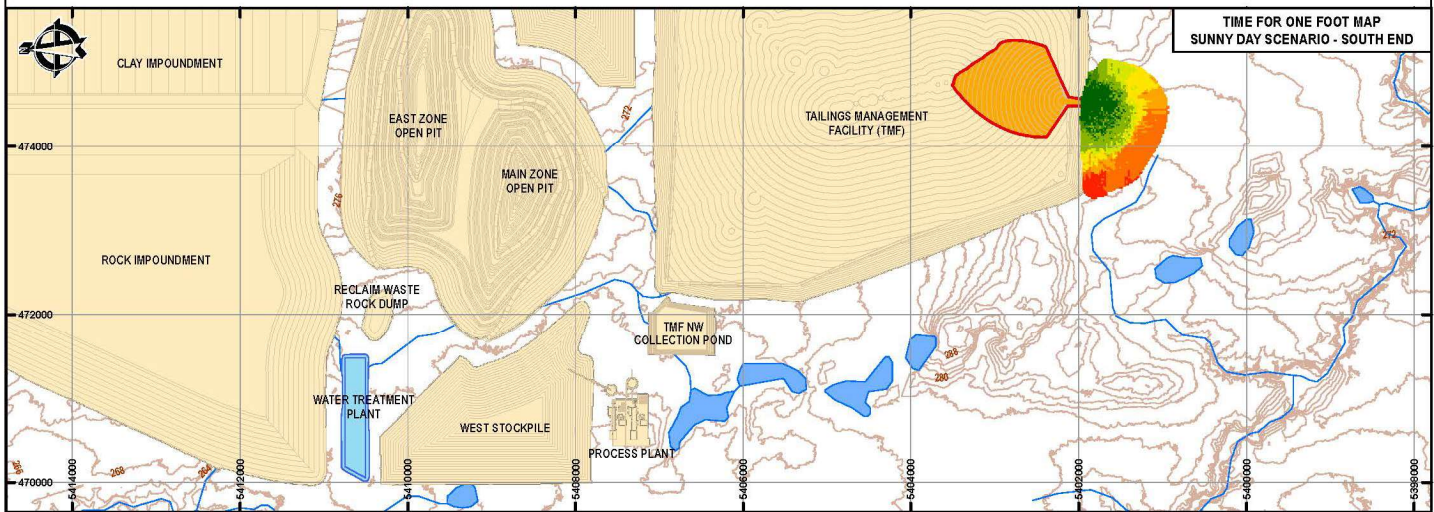 TIME FOR ONE FOOT MAP
SUNNY DAY SCENARIO - SOUTH END
CLAY IMPOUNDMENT
EAST ZONE
OPEN PIT
272
TAILINGS MANAGEMENT
FACILITY (TMF)
474000
MAIN ZONE
OPEN PIT
276
272
ROCK IMPOUNDMENT
RECLAIM WASTE
ROCK DUMP
472000
TMF NW
COLLECTION POND
288
280
WATER TREATMENT
PLANT
WEST STOCKPILE
PROCESS PLANT
268
264
470000
5414000
5412000
5410000
5408000
5406000
5404000
5402000
5400000
5398000